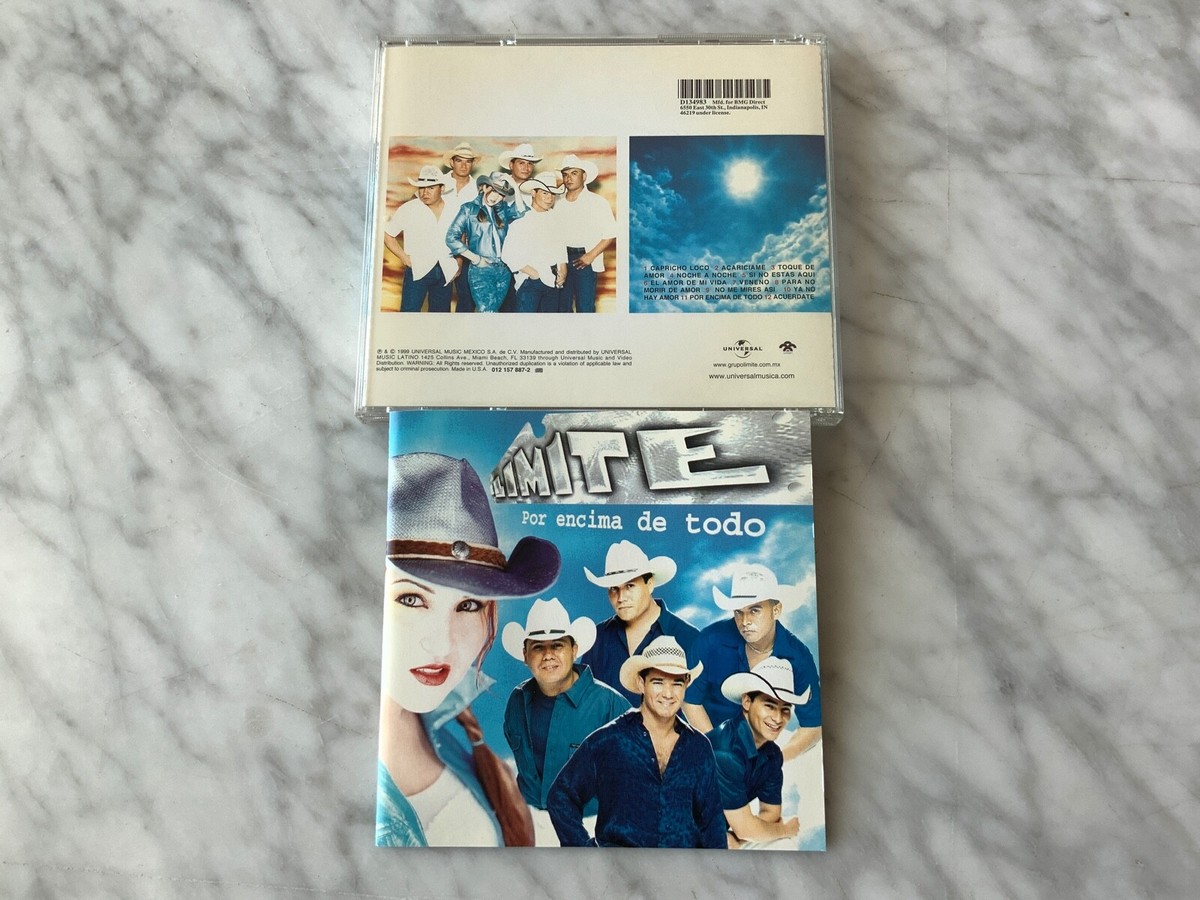 D134983 Mfd. for BMG Direct
6550 East 30th St., Indianapolis, IN
46219 under license.
1 CAPRICHO LOCO 2 ACARICIAME 3 TOQUE DE
AMOR 4 NOCHE A NOCHE 5 SI NO ESTAS AQUI
6 EL AMOR DE MI VIDA 7 VENENO 8 PARA NO
MORIR DE AMOR 9 NO ME MIRES ASI 10 YA NO
HAY AMOR 11 POR ENCIMA DE TODO 12 ACUERDATE
℗ & © 1999 UNIVERSAL MUSIC MEXICO S.A. de C.V. Manufactured and distributed by UNIVERSAL
MUSIC LATINO 1425 Collins Ave., Miami Beach, FL 33139 through Universal Music and Video
Distribution. WARNING: All Rights reserved. Unauthorized duplication is a violation of applicable law and
subject to criminal prosecution. Made in U.S.A. 012 157 887-2
UNIVERSAL
www.grupolimite.com.mx
www.universalmusica.com
LIMITE
Por encima de todo